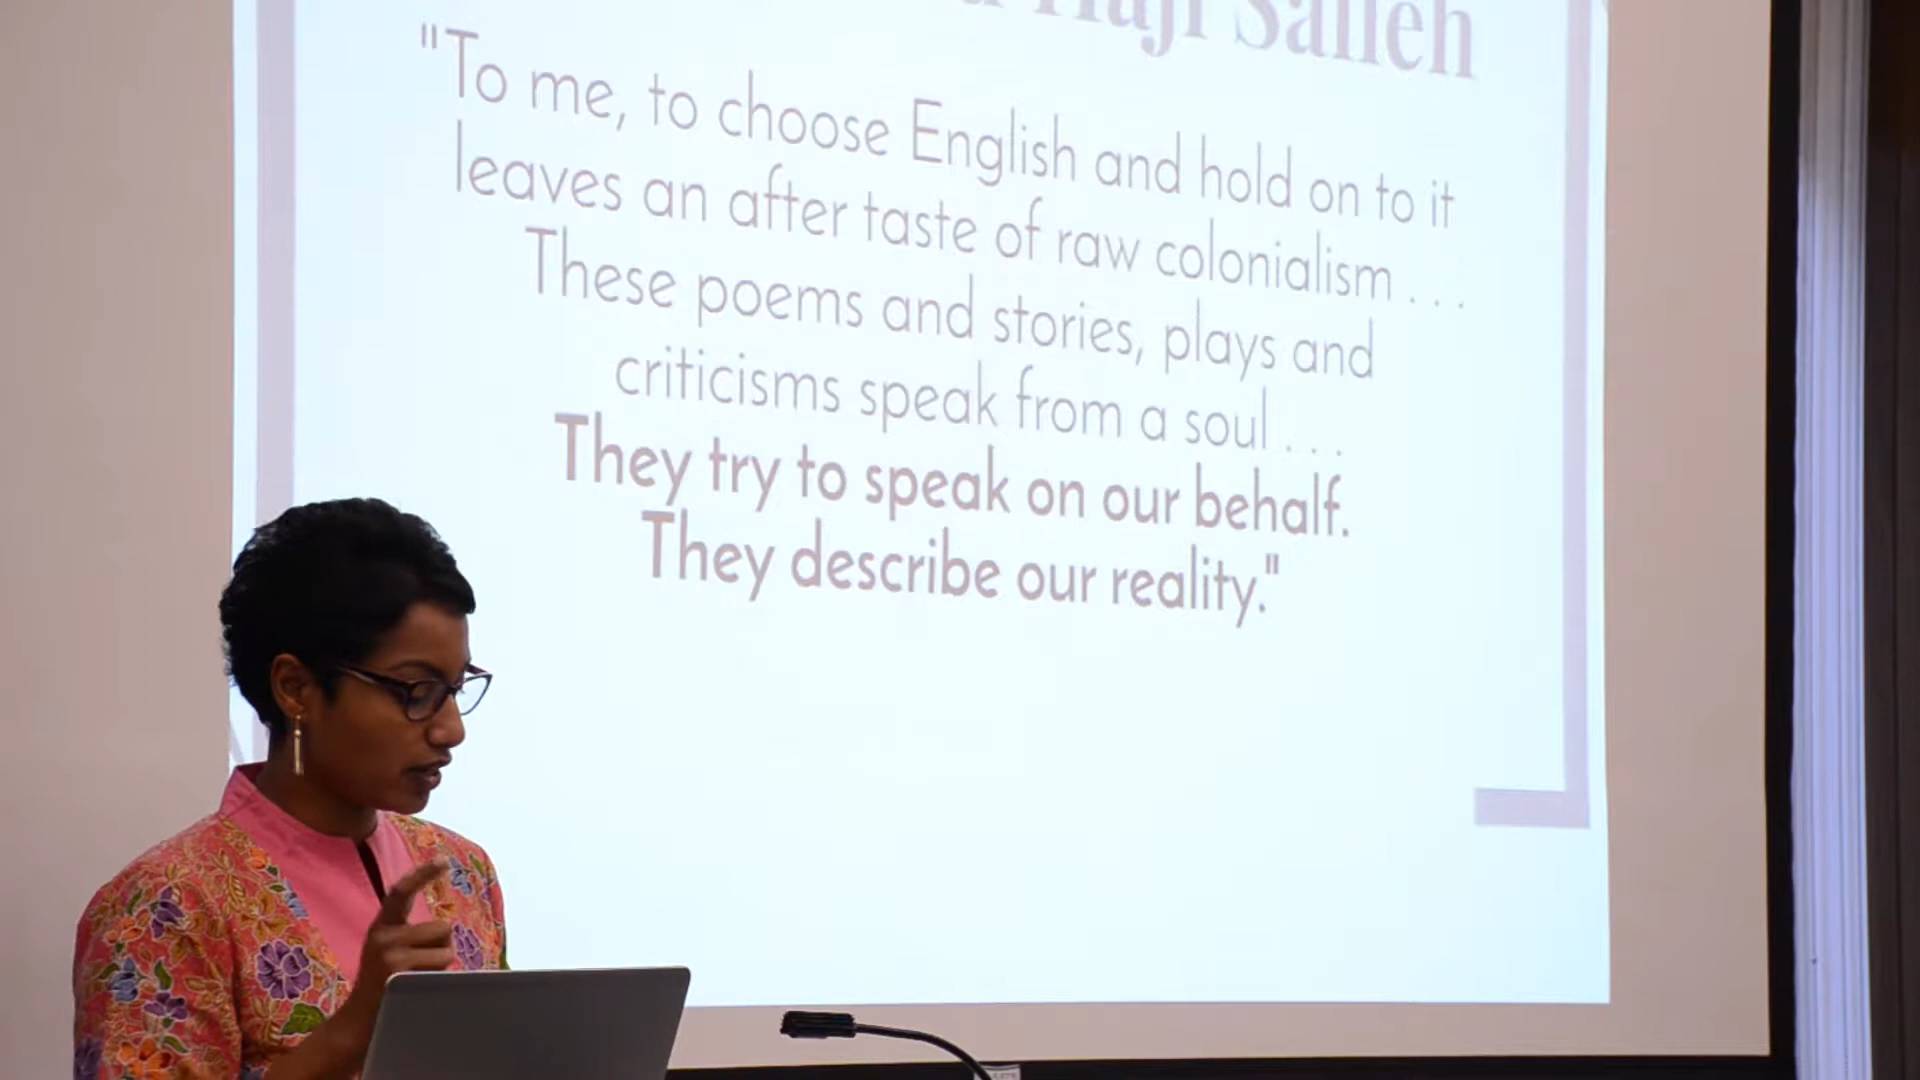 Haji Salleh
"To me, to choose English and hold on to it
leaves an after taste of raw colonialism . . .
These poems and stories, plays and
criticisms speak from a soul . . .
They try to speak on our behalf.
They describe our reality."